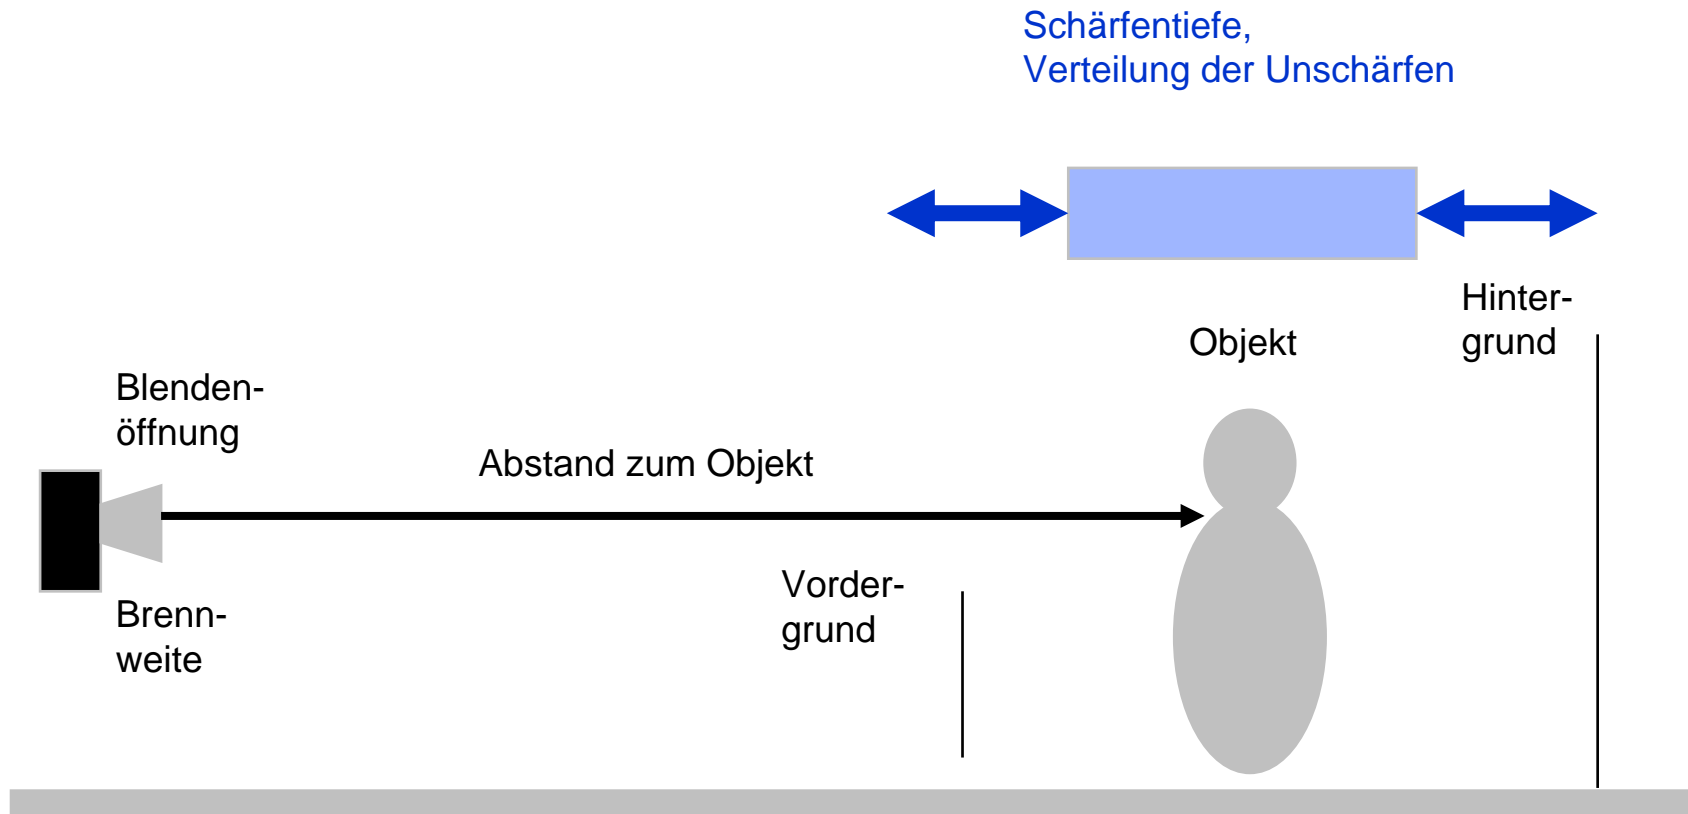 Schärfentiefe,
Verteilung der Unschärfen
Hinter-
grund
Objekt
Blenden-
öffnung
Abstand zum Objekt
Vorder-
grund
Brenn-
weite